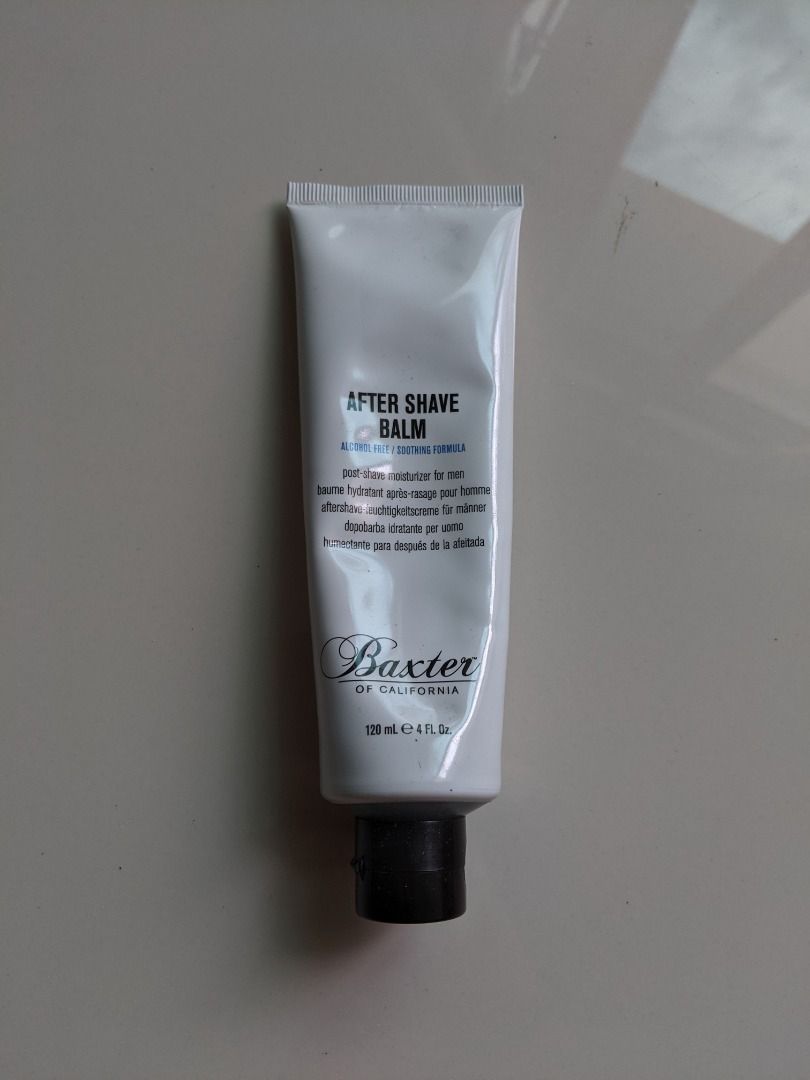 AFTER SHAVE
BALM
ALCOHOL FREE / SOOTHING FORMULA
post-shave moisturizer for men
baume hydratant après-rasage pour homme
aftershave-feuchtigkeitscreme für männer
dopobarba idratante per uomo
humectante para después de la afeitada
Baxter™
OF CALIFORNIA
120 mL ℮ 4 Fl. Oz.